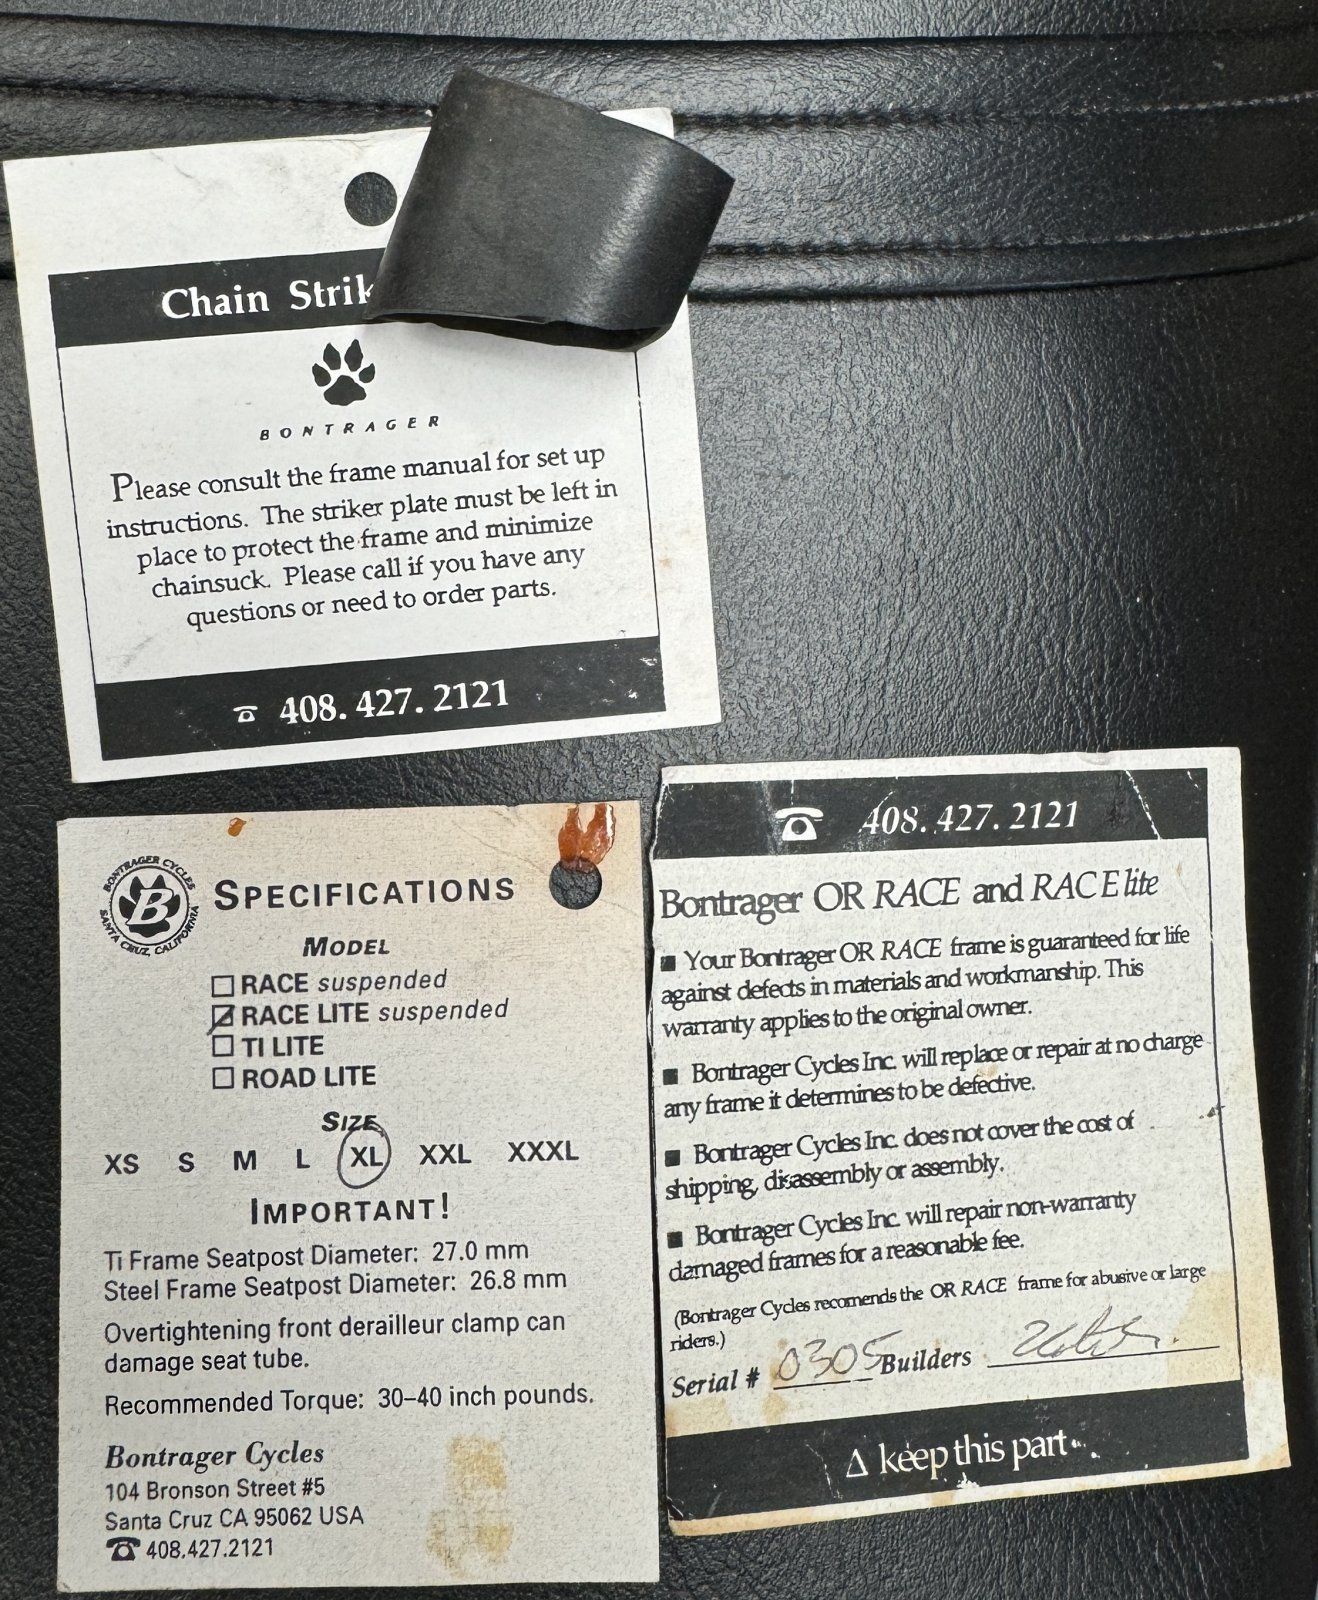 Chain Strik
BONTRAGER
Please consult the frame manual for set up
instructions. The striker plate must be left in
place to protect the frame and minimize
chainsuck. Please call if you have any
questions or need to order parts.
408. 427. 2121
BONTRAGER CYCLES
B
SANTA CRUZ, CALIFORNIA
SPECIFICATIONS
MODEL
RACE suspended
RACE LITE suspended
TI LITE
ROAD LITE
SIZE
XS S M L XL XXL XXXL
IMPORTANT!
Ti Frame Seatpost Diameter: 27.0 mm
Steel Frame Seatpost Diameter: 26.8 mm
Overtightening front derailleur clamp can
damage seat tube.
Recommended Torque: 30–40 inch pounds.
Bontrager Cycles
104 Bronson Street #5
Santa Cruz CA 95062 USA
408.427.2121
408. 427. 2121
Bontrager OR RACE and RACE lite
Your Bontrager OR RACE frame is guaranteed for life
against defects in materials and workmanship. This
warranty applies to the original owner.
Bontrager Cycles Inc. will replace or repair at no charge
any frame it determines to be defective.
Bontrager Cycles Inc. does not cover the cost of
shipping, disassembly or assembly.
Bontrager Cycles Inc. will repair non-warranty
damaged frames for a reasonable fee.
(Bontrager Cycles recomends the OR RACE frame for abusive or large
riders.)
Serial # 0305 Builders
Δ keep this part